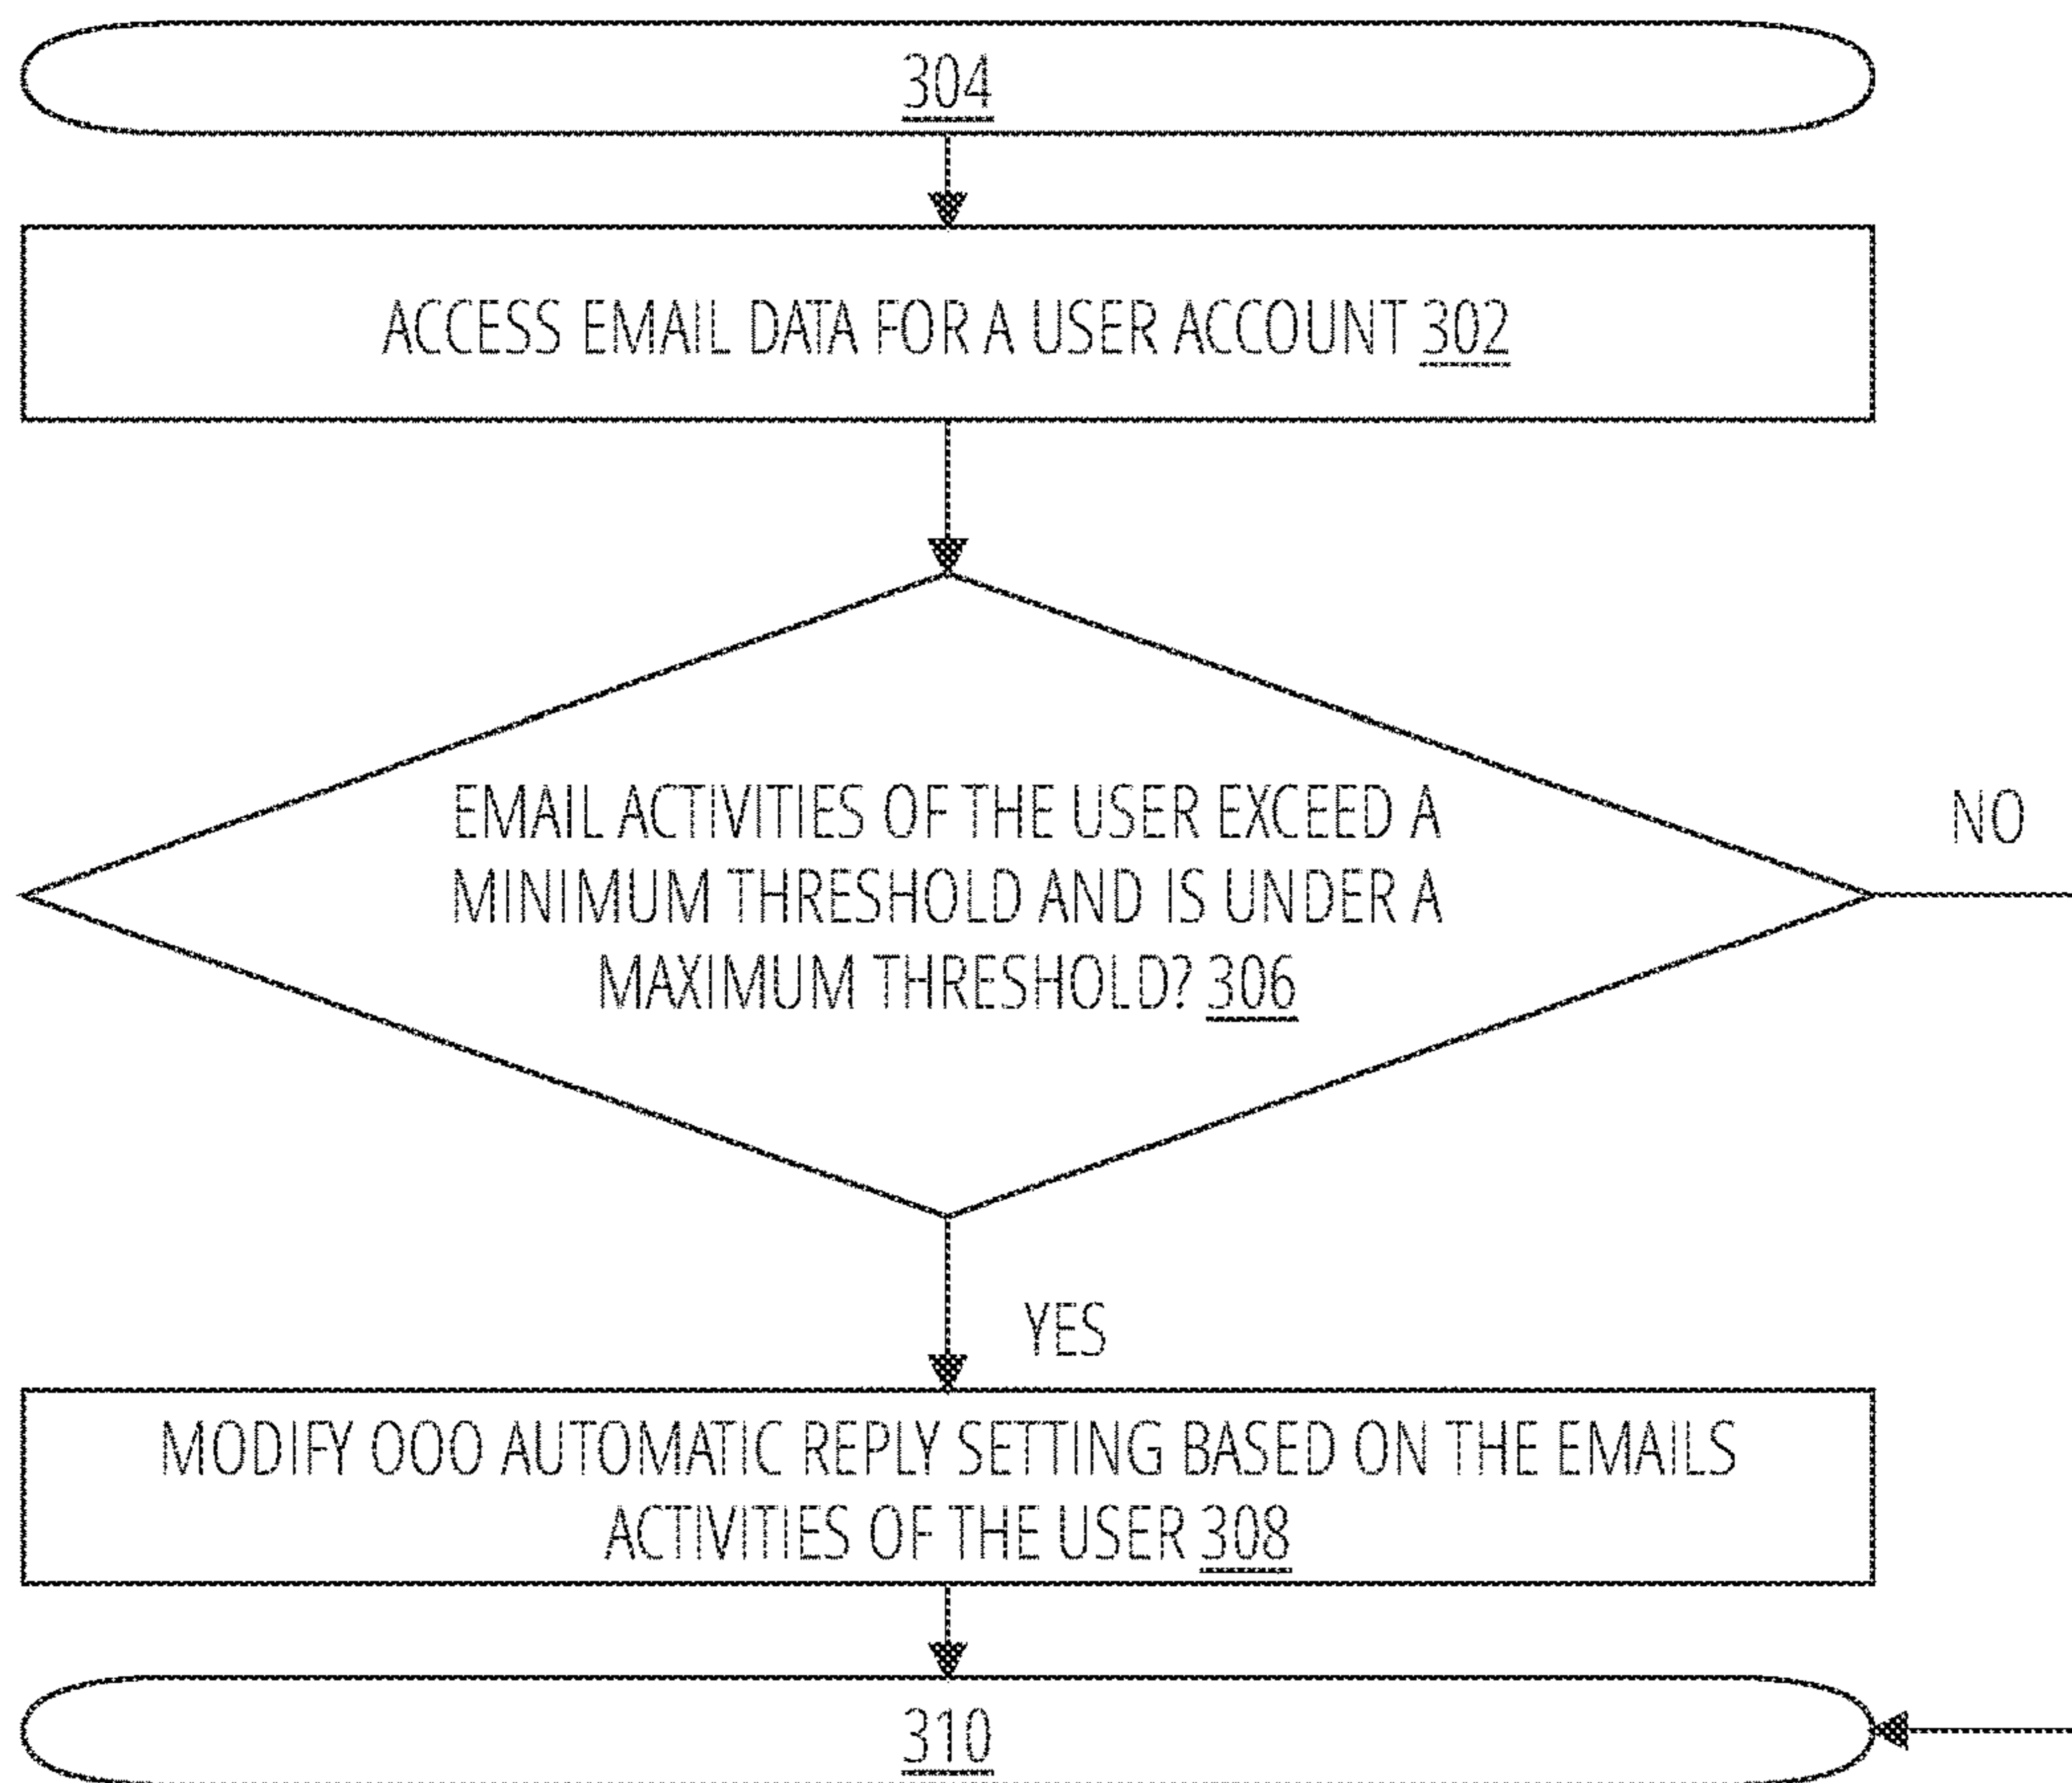 304
ACCESS EMAIL DATA FOR A USER ACCOUNT 302
EMAIL ACTIVITIES OF THE USER EXCEED A
MINIMUM THRESHOLD AND IS UNDER A
MAXIMUM THRESHOLD? 306
NO
YES
MODIFY OOO AUTOMATIC REPLY SETTING BASED ON THE EMAILS
ACTIVITIES OF THE USER 308
310